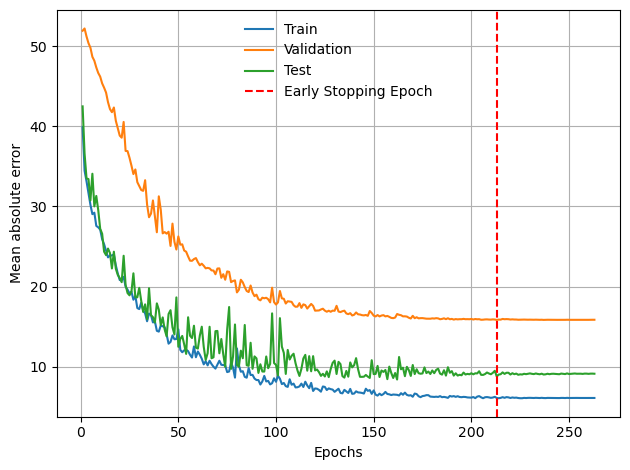 Train
Validation
Test
Early Stopping Epoch
Mean absolute error
50
40
30
20
10
0 50 100 150 200 250
Epochs